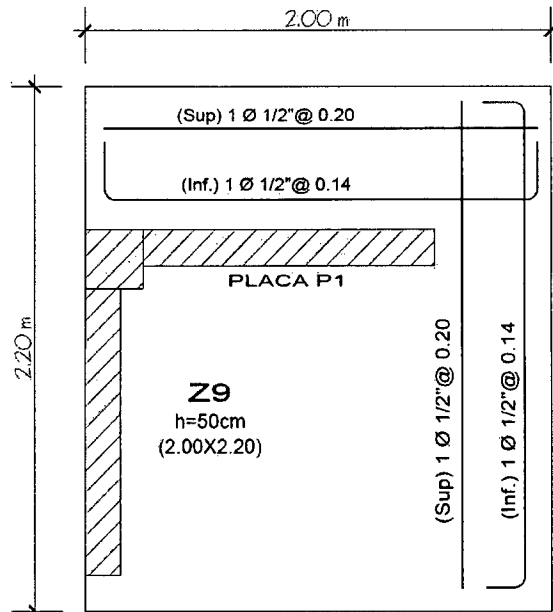 2.00 m
(Sup) 1 Ø 1/2"@ 0.20
(Inf.) 1 Ø 1/2"@ 0.14
PLACA P1
2.20 m
Z9
h=50cm
(2.00X2.20)
(Sup) 1 Ø 1/2"@ 0.20
(Inf.) 1 Ø 1/2"@ 0.14